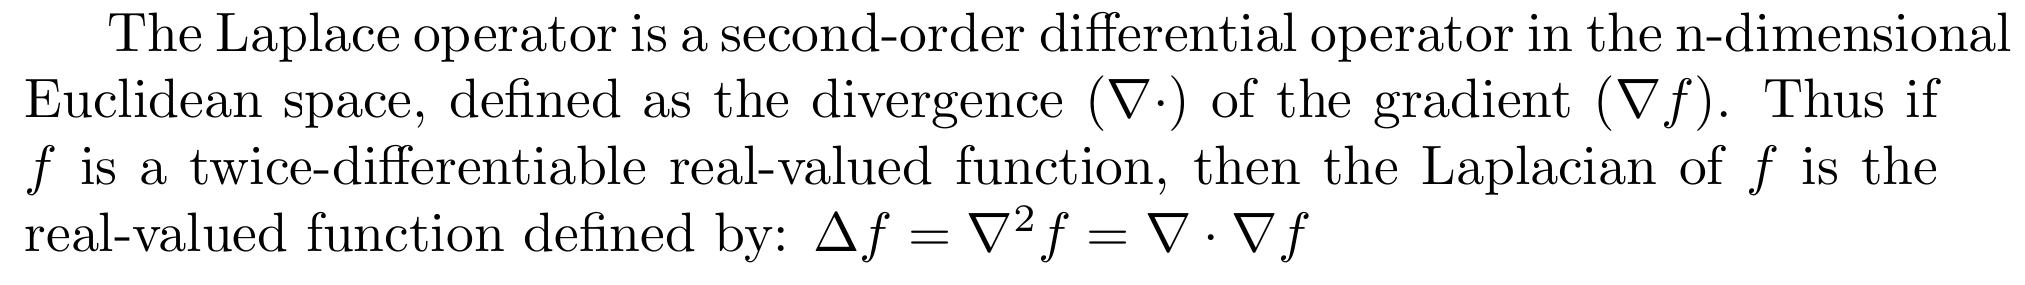 The Laplace operator is a second-order differential operator in the n-dimensional
Euclidean space, defined as the divergence (∇·) of the gradient (∇f). Thus if
f is a twice-differentiable real-valued function, then the Laplacian of f is the
real-valued function defined by: Δf = ∇²f = ∇ · ∇f